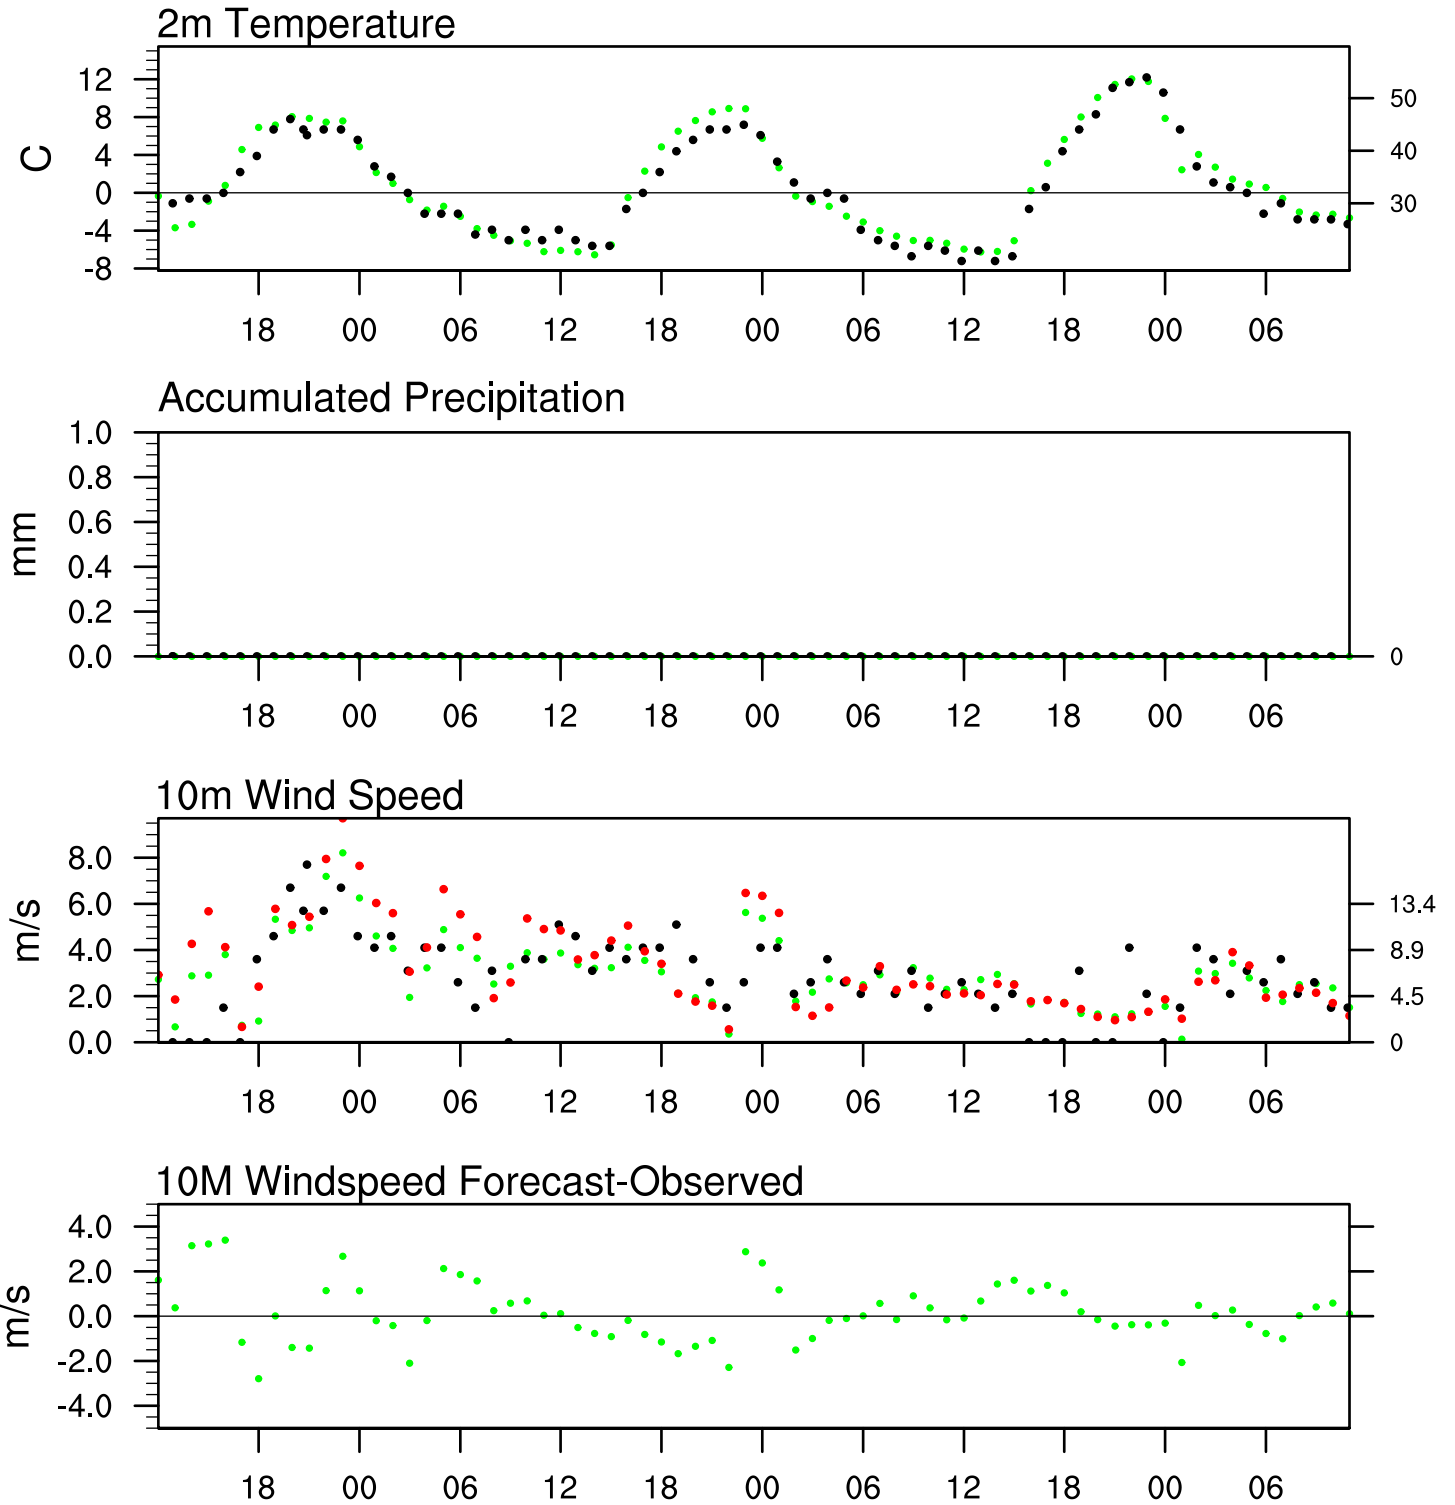 2m Temperature
12
8
4
0
-4
-8
C
50
40
30
18 00 06 12 18 00 06 12 18 00 06
Accumulated Precipitation
1.0
0.8
0.6
0.4
0.2
0.0
mm
0
18 00 06 12 18 00 06 12 18 00 06
10m Wind Speed
8.0
6.0
4.0
2.0
0.0
m/s
13.4
8.9
4.5
0
18 00 06 12 18 00 06 12 18 00 06
10M Windspeed Forecast-Observed
4.0
2.0
0.0
-2.0
-4.0
m/s
18 00 06 12 18 00 06 12 18 00 06